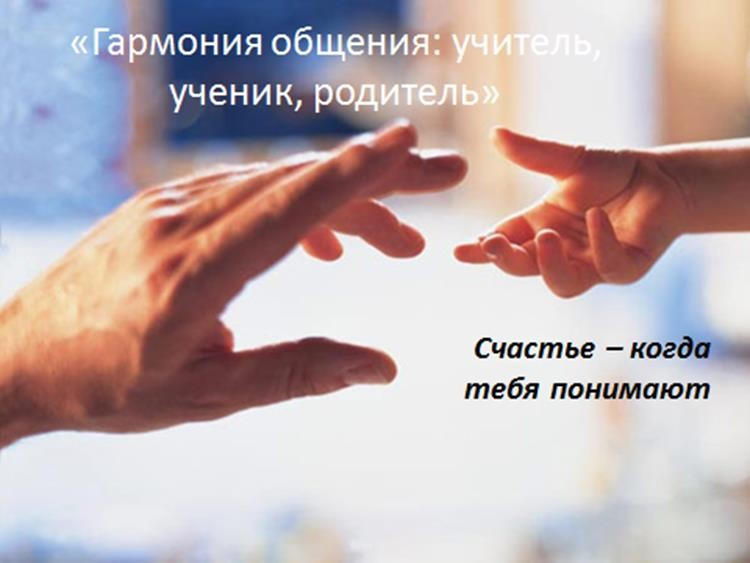 «Гармония общения: учитель,
ученик, родитель»
Счастье – когда
тебя понимают